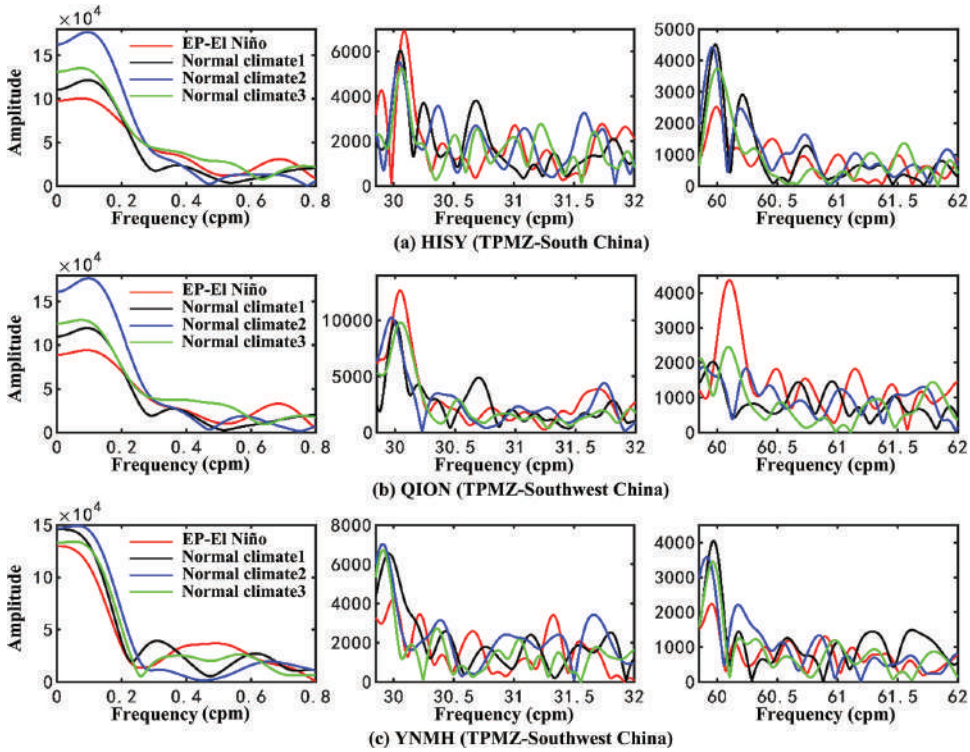 ×10⁴
15
10
5
0
Amplitude
EP-El Niño
Normal climate1
Normal climate2
Normal climate3
0 0.2 0.4 0.6 0.8
Frequency (cpm)
6000
4000
2000
0
30 30.5 31 31.5 32
Frequency (cpm)
5000
4000
3000
2000
1000
0
60 60.5 61 61.5 62
Frequency (cpm)
(a) HISY (TPMZ-South China)
×10⁴
15
10
5
0
Amplitude
EP-El Niño
Normal climate1
Normal climate2
Normal climate3
0 0.2 0.4 0.6 0.8
Frequency (cpm)
10000
5000
0
30 30.5 31 31.5 32
Frequency (cpm)
4000
3000
2000
1000
0
60 60.5 61 61.5 62
Frequency (cpm)
(b) QION (TPMZ-Southwest China)
×10⁴
15
10
5
0
Amplitude
EP-El Niño
Normal climate1
Normal climate2
Normal climate3
0 0.2 0.4 0.6 0.8
Frequency (cpm)
8000
6000
4000
2000
0
30 30.5 31 31.5 32
Frequency (cpm)
4000
3000
2000
1000
0
60 60.5 61 61.5 62
Frequency (cpm)
(c) YNMH (TPMZ-Southwest China)